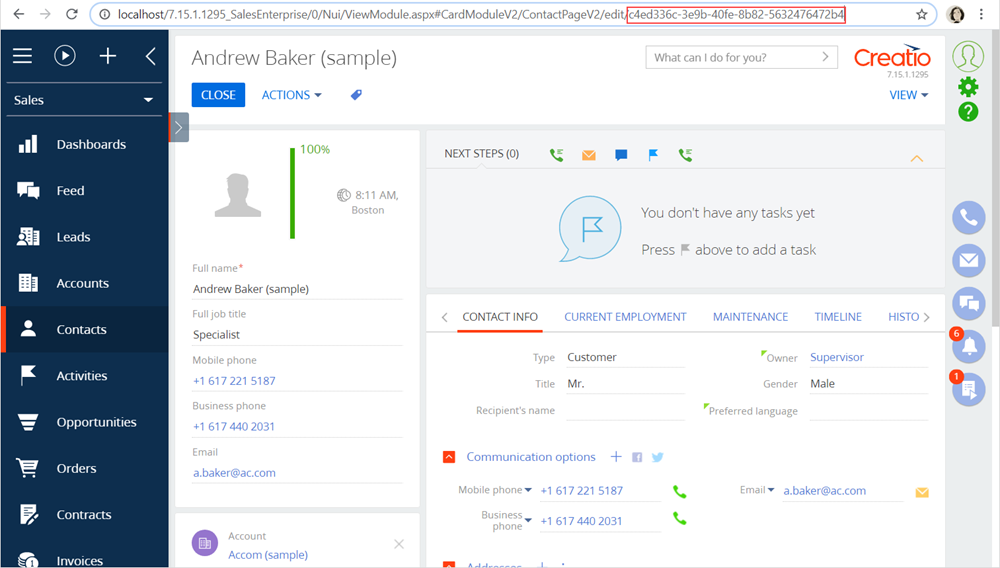 localhost/7.15.1.1295_SalesEnterprise/0/Nui/ViewModule.aspx#CardModuleV2/ContactPageV2/edit/c4ed336c-3e9b-40fe-8b82-5632476472b4
Andrew Baker (sample)
What can I do for you?
Creatio
7.15.1.1295
CLOSE
ACTIONS
VIEW
Sales
Dashboards
Feed
Leads
Accounts
Contacts
Activities
Opportunities
Orders
Contracts
Invoices
100%
8:11 AM,
Boston
Full name*
Andrew Baker (sample)
Full job title
Specialist
Mobile phone
+1 617 221 5187
Business phone
+1 617 440 2031
Email
a.baker@ac.com
Account
Accom (sample)
NEXT STEPS (0)
You don't have any tasks yet
Press above to add a task
CONTACT INFO
CURRENT EMPLOYMENT
MAINTENANCE
TIMELINE
HISTO
Type Customer
Owner Supervisor
Title Mr.
Gender Male
Recipient's name
Preferred language
Communication options
Mobile phone +1 617 221 5187
Email a.baker@ac.com
Business
phone +1 617 440 2031
Addresses
6
1